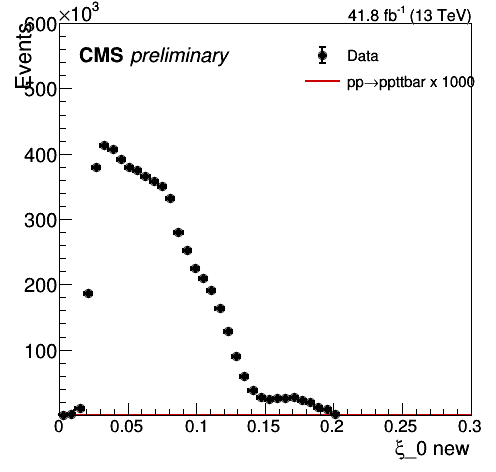 ×10³
41.8 fb⁻¹ (13 TeV)
Events
600
500
400
300
200
100
CMS preliminary
Data
pp→ppttbar x 1000
0
0.05
0.1
0.15
0.2
0.25
0.3
ξ_0 new